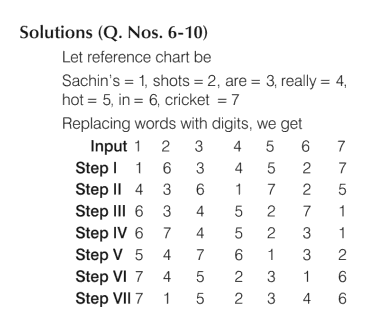 Solutions (Q. Nos. 6-10)
Let reference chart be
Sachin's = 1, shots = 2, are = 3, really = 4,
hot = 5, in = 6, cricket = 7
Replacing words with digits, we get
Input 1 2 3 4 5 6 7
Step I 1 6 3 4 5 2 7
Step II 4 3 6 1 7 2 5
Step III 6 3 4 5 2 7 1
Step IV 6 7 4 5 2 3 1
Step V 5 4 7 6 1 3 2
Step VI 7 4 5 2 3 1 6
Step VII 7 1 5 2 3 4 6